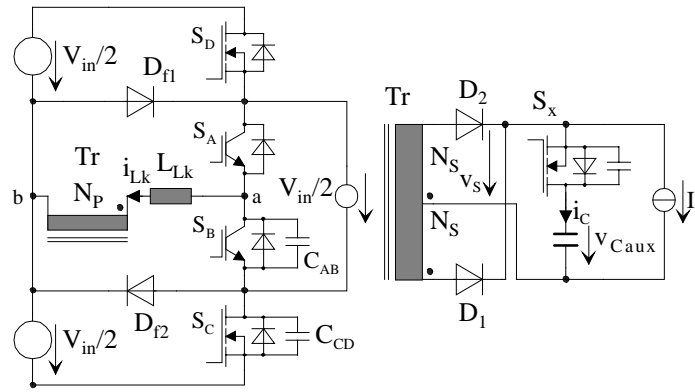 V_in/2
S_D
D_f1
S_A
Tr
i_Lk
L_Lk
N_P
b
a
V_in/2
S_B
C_AB
D_f2
V_in/2
S_C
C_CD
Tr
D_2
S_x
N_S
v_S
N_S
i_C
v_Caux
I
D_1